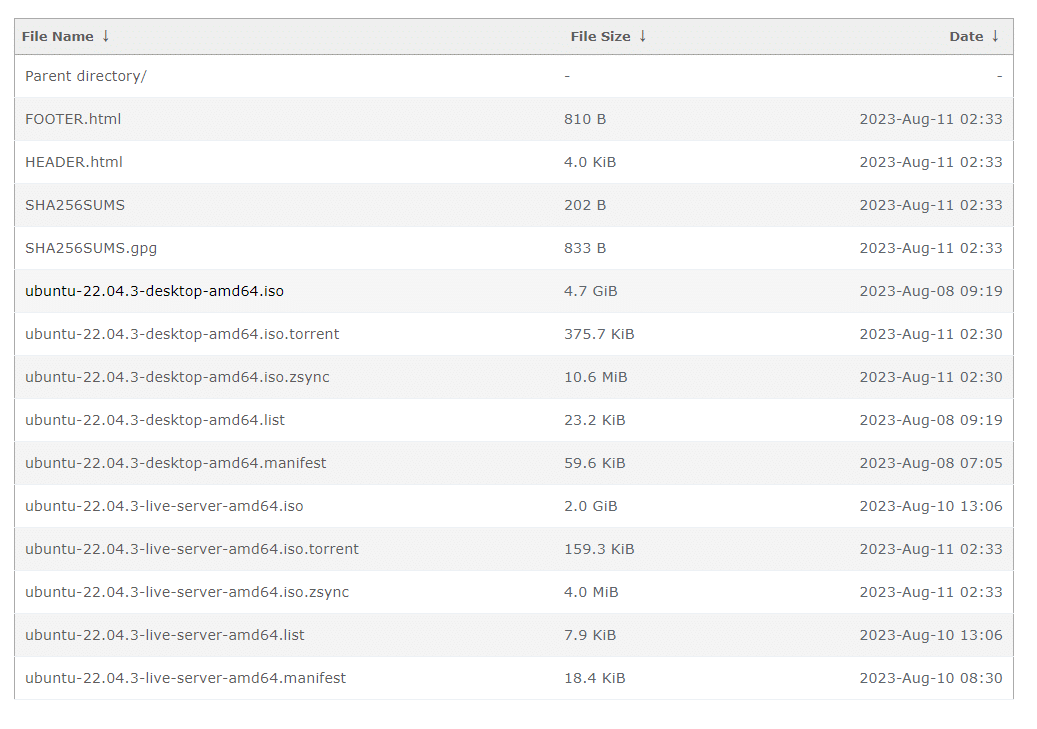 File Name ↓ File Size ↓ Date ↓
Parent directory/ - -
FOOTER.html 810 B 2023-Aug-11 02:33
HEADER.html 4.0 KiB 2023-Aug-11 02:33
SHA256SUMS 202 B 2023-Aug-11 02:33
SHA256SUMS.gpg 833 B 2023-Aug-11 02:33
ubuntu-22.04.3-desktop-amd64.iso 4.7 GiB 2023-Aug-08 09:19
ubuntu-22.04.3-desktop-amd64.iso.torrent 375.7 KiB 2023-Aug-11 02:30
ubuntu-22.04.3-desktop-amd64.iso.zsync 10.6 MiB 2023-Aug-11 02:30
ubuntu-22.04.3-desktop-amd64.list 23.2 KiB 2023-Aug-08 09:19
ubuntu-22.04.3-desktop-amd64.manifest 59.6 KiB 2023-Aug-08 07:05
ubuntu-22.04.3-live-server-amd64.iso 2.0 GiB 2023-Aug-10 13:06
ubuntu-22.04.3-live-server-amd64.iso.torrent 159.3 KiB 2023-Aug-11 02:33
ubuntu-22.04.3-live-server-amd64.iso.zsync 4.0 MiB 2023-Aug-11 02:33
ubuntu-22.04.3-live-server-amd64.list 7.9 KiB 2023-Aug-10 13:06
ubuntu-22.04.3-live-server-amd64.manifest 18.4 KiB 2023-Aug-10 08:30